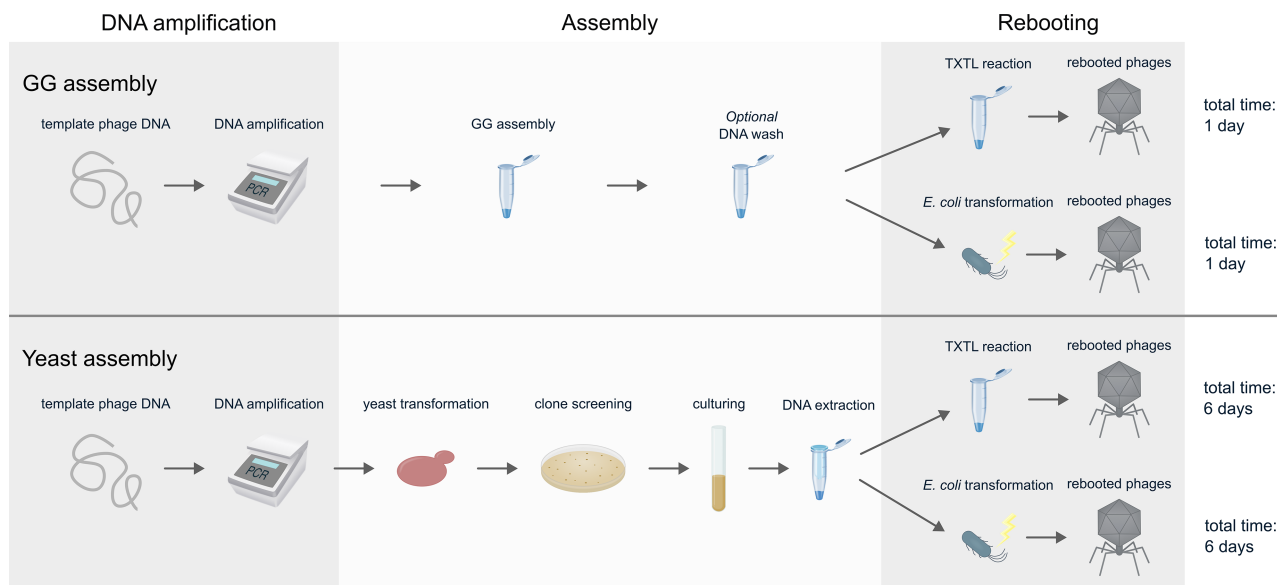 DNA amplification
Assembly
Rebooting
GG assembly
template phage DNA
DNA amplification
PCR
GG assembly
Optional
DNA wash
TXTL reaction
rebooted phages
total time:
1 day
E. coli transformation
rebooted phages
total time:
1 day
Yeast assembly
template phage DNA
DNA amplification
PCR
yeast transformation
clone screening
culturing
DNA extraction
TXTL reaction
rebooted phages
total time:
6 days
E. coli transformation
rebooted phages
total time:
6 days